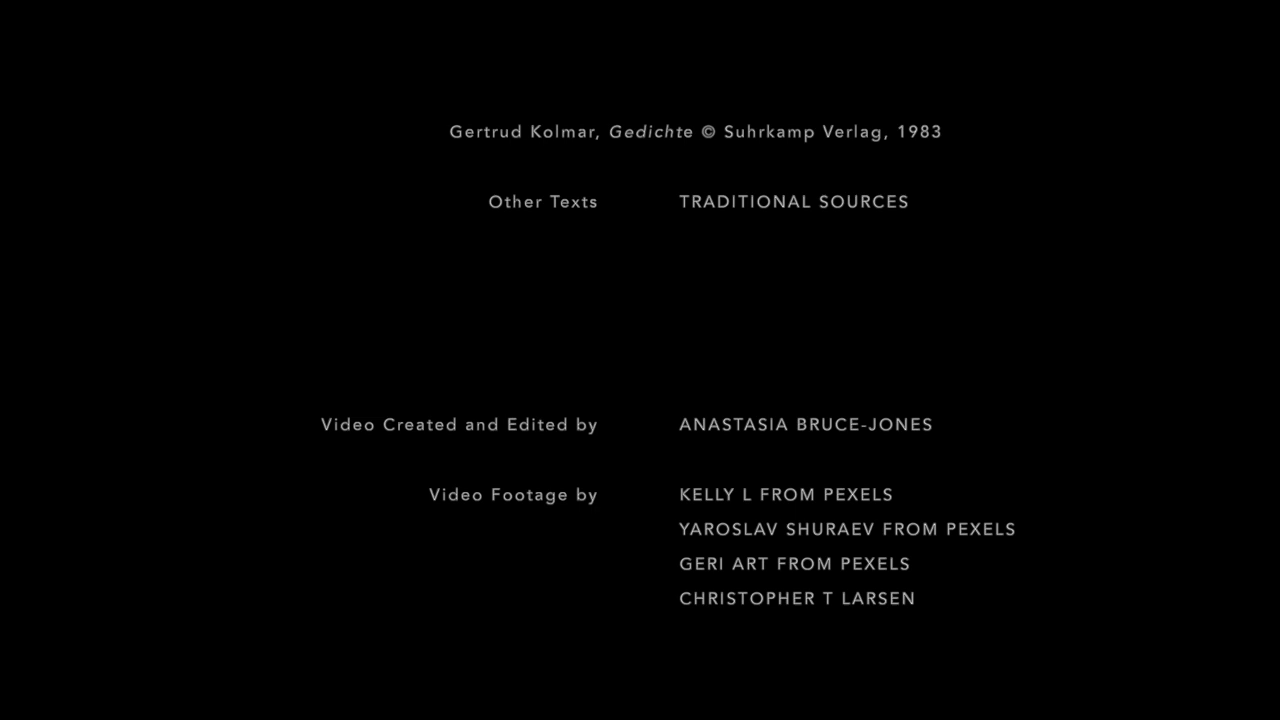 Gertrud Kolmar, Gedichte © Suhrkamp Verlag, 1983
Other Texts TRADITIONAL SOURCES
Video Created and Edited by ANASTASIA BRUCE-JONES
Video Footage by KELLY L FROM PEXELS
YAROSLAV SHURAEV FROM PEXELS
GERI ART FROM PEXELS
CHRISTOPHER T LARSEN